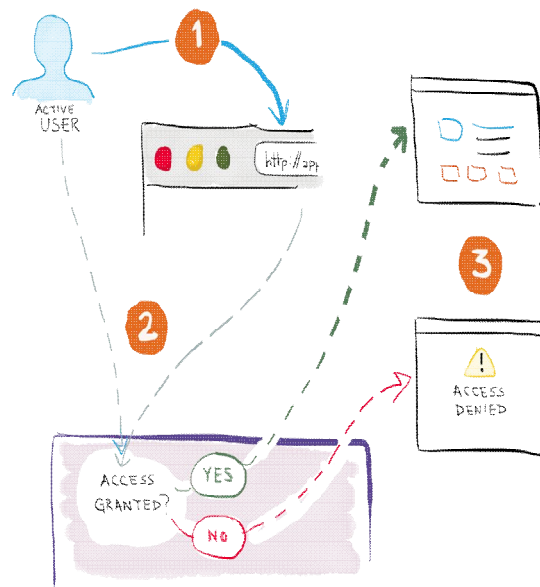 1
ACTIVE
USER
http://app
2
3
ACCESS
DENIED
ACCESS
GRANTED?
YES
NO